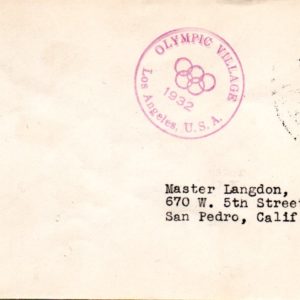 OLYMPIC VILLAGE
1932
Los Angeles, U.S.A.
Master Langdon,
670 W. 5th Street
San Pedro, Calif